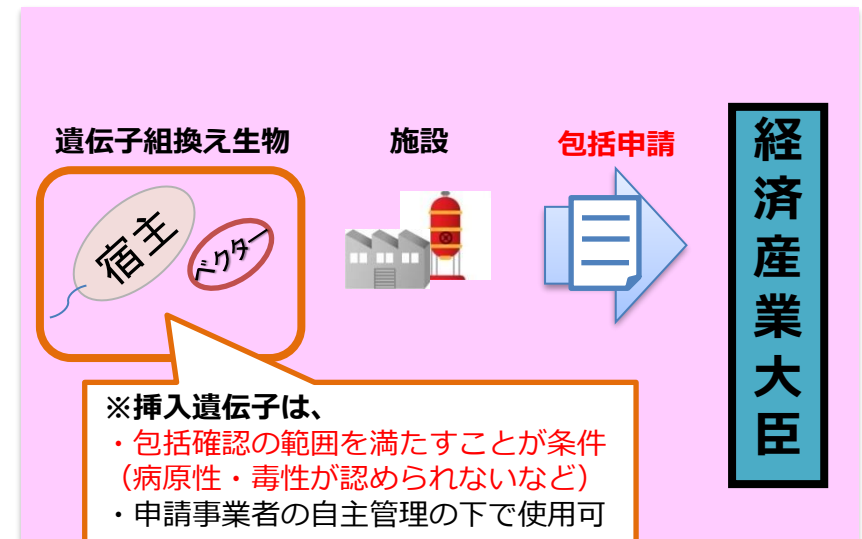 遺伝子組換え生物
施設
包括申請
宿主
ベクター
経済産業大臣
※挿入遺伝子は、
・包括確認の範囲を満たすことが条件
（病原性・毒性が認められないなど）
・申請事業者の自主管理の下で使用可